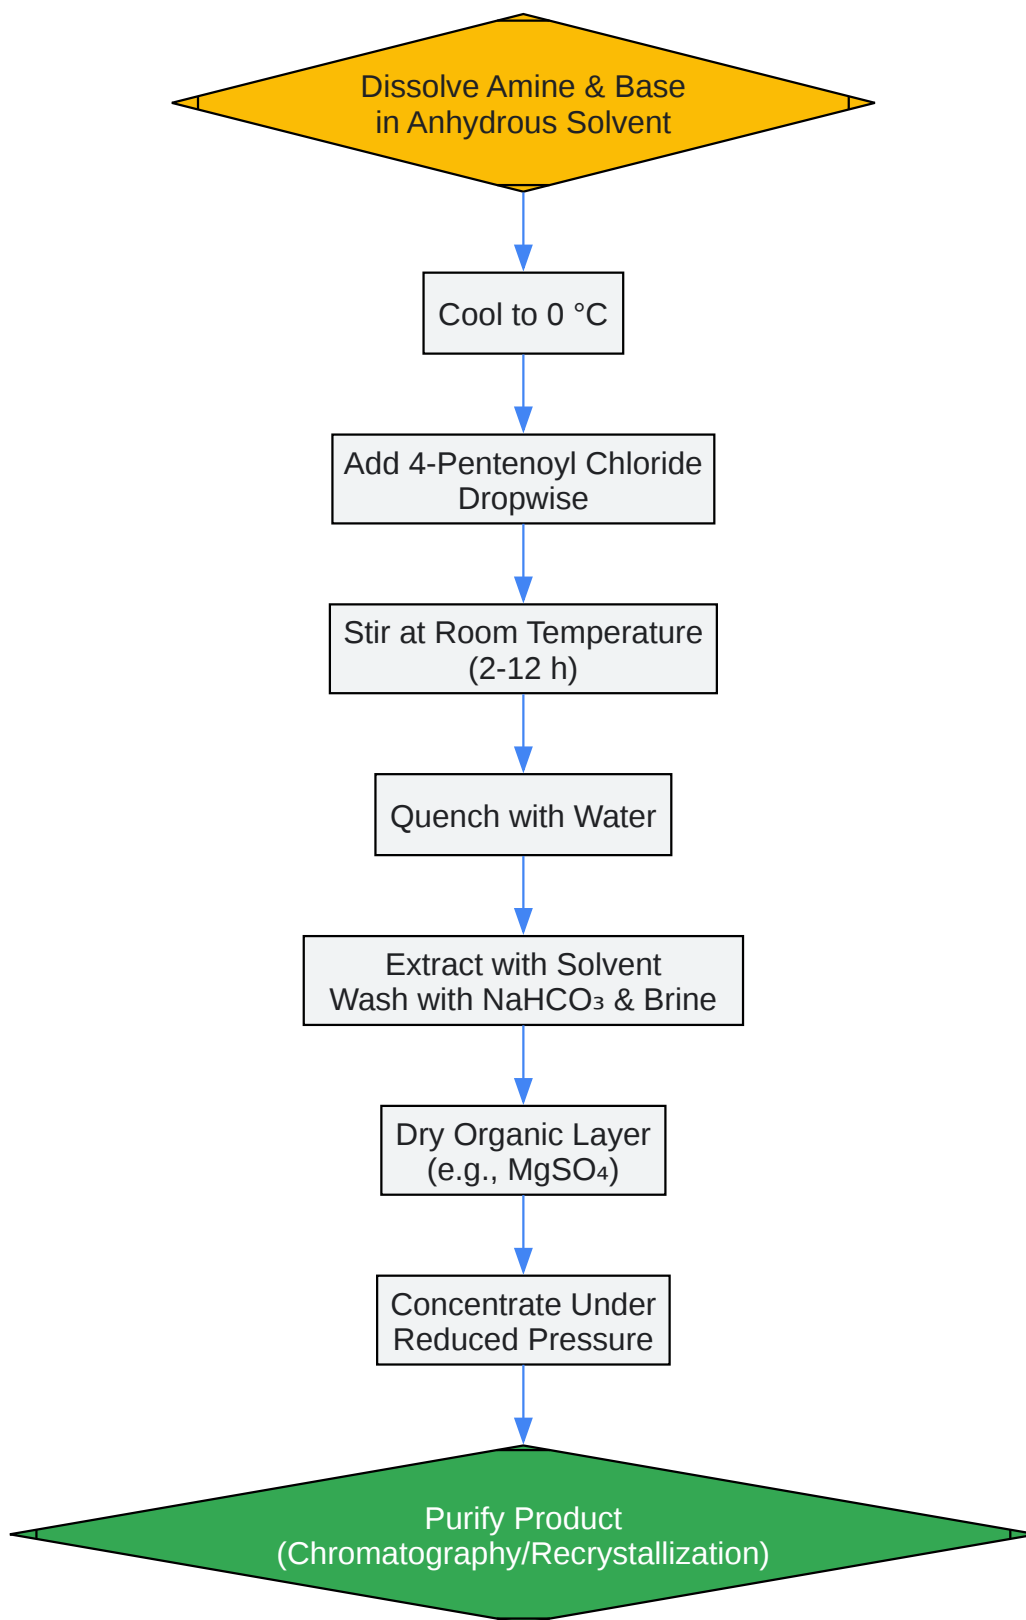 Dissolve Amine & Base
in Anhydrous Solvent
Cool to 0 °C
Add 4-Pentenoyl Chloride
Dropwise
Stir at Room Temperature
(2-12 h)
Quench with Water
Extract with Solvent
Wash with NaHCO₃ & Brine
Dry Organic Layer
(e.g., MgSO₄)
Concentrate Under
Reduced Pressure
Purify Product
(Chromatography/Recrystallization)